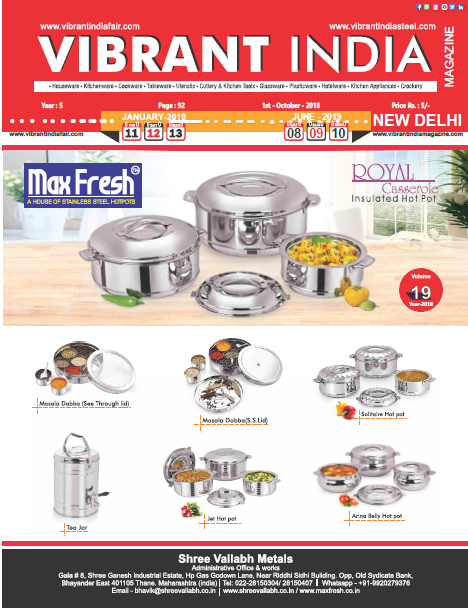 www.vibrantindiafair.com
www.vibrantindiasteel.com
VIBRANT INDIA
MAGAZINE
• Houseware • Kitchenware • Cookware • Tableware • Utensils • Cutlery & Kitchen Tools • Glassware • Plasticware • Hotelware • Kitchen Appliances • Crockery
Year : 5
Page : 92
1st - October - 2018
Price Rs. : 5/-
JANUARY-2019
JUNE - 2019
NEW DELHI
11 12 13
08 09 10
www.vibrantindiafair.com
www.vibrantindiamagazine.com
Max Fresh
A HOUSE OF STAINLESS STEEL HOTPOTS
ROYAL
Casserole
Insulated Hot Pot
Volume
19
Year-2018
Masala Dabba (See Through lid)
Masala Dabba(S.S.Lid)
Solitaire Hot pot
Tea Jar
Jet Hot pot
Arina Belly Hot pot
Shree Vallabh Metals
Administrative Office & works
Gala # 8, Shree Ganesh Industrial Estate, Hp Gas Godown Lane, Near Riddhi Sidhi Building. Opp, Old Sydicate Bank,
Bhayander East 401105 Thane. Maharashtra (India) | Tel: 022-28150304/ 28150407 | Whatsapp - +91-9920279376
Email - bhavik@shreevallabh.co.in / www.shreevallabh.co.in / www.maxfresh.co.in